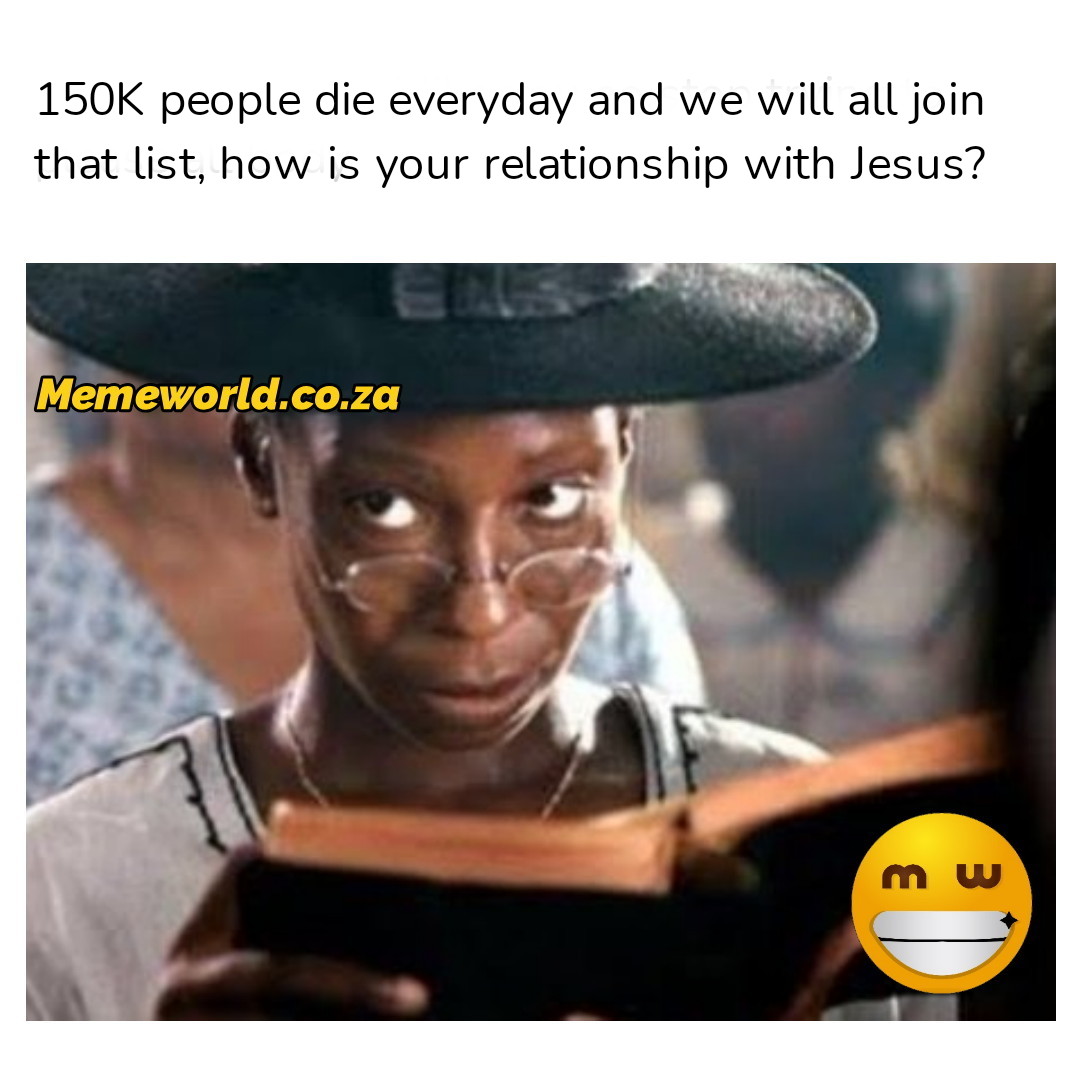 150K people die everyday and we will all join
that list, how is your relationship with Jesus?
Memeworld.co.za
m w